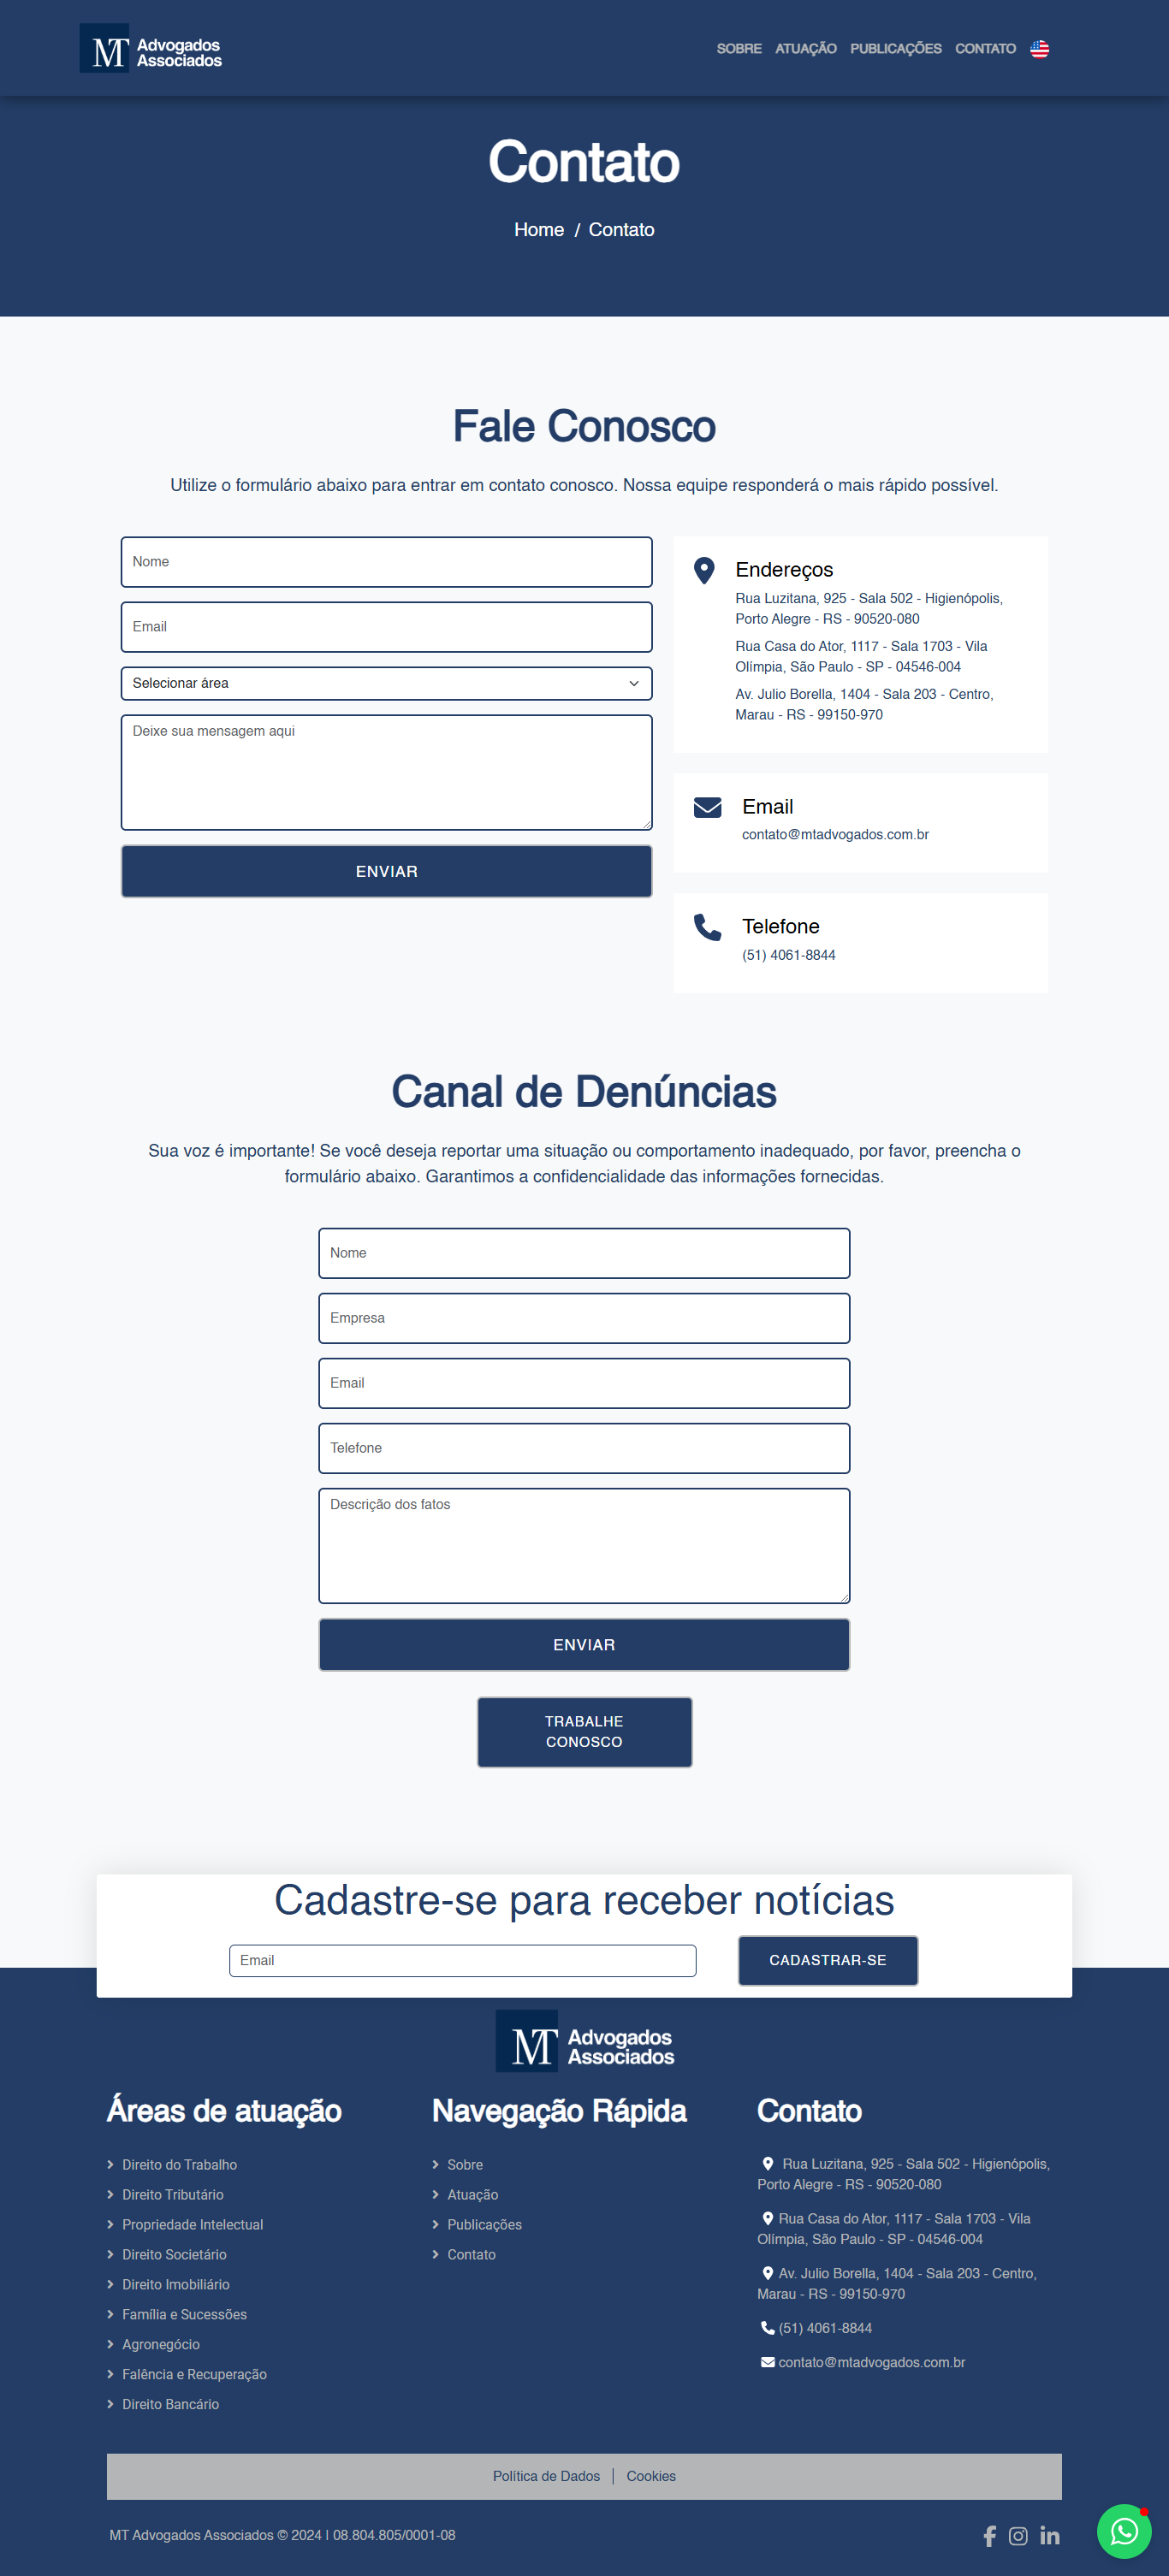 MT Advogados
Associados
SOBRE ATUAÇÃO PUBLICAÇÕES CONTATO
Contato
Home / Contato
Fale Conosco
Utilize o formulário abaixo para entrar em contato conosco. Nossa equipe responderá o mais rápido possível.
Nome
Email
Selecionar área
Deixe sua mensagem aqui
ENVIAR
Endereços
Rua Luzitana, 925 - Sala 502 - Higienópolis,
Porto Alegre - RS - 90520-080
Rua Casa do Ator, 1117 - Sala 1703 - Vila
Olímpia, São Paulo - SP - 04546-004
Av. Julio Borella, 1404 - Sala 203 - Centro,
Marau - RS - 99150-970
Email
contato@mtadvogados.com.br
Telefone
(51) 4061-8844
Canal de Denúncias
Sua voz é importante! Se você deseja reportar uma situação ou comportamento inadequado, por favor, preencha o
formulário abaixo. Garantimos a confidencialidade das informações fornecidas.
Nome
Empresa
Email
Telefone
Descrição dos fatos
ENVIAR
TRABALHE
CONOSCO
Cadastre-se para receber notícias
Email
CADASTRAR-SE
MT Advogados
Associados
Áreas de atuação
Direito do Trabalho
Direito Tributário
Propriedade Intelectual
Direito Societário
Direito Imobiliário
Família e Sucessões
Agronegócio
Falência e Recuperação
Direito Bancário
Navegação Rápida
Sobre
Atuação
Publicações
Contato
Contato
Rua Luzitana, 925 - Sala 502 - Higienópolis,
Porto Alegre - RS - 90520-080
Rua Casa do Ator, 1117 - Sala 1703 - Vila
Olímpia, São Paulo - SP - 04546-004
Av. Julio Borella, 1404 - Sala 203 - Centro,
Marau - RS - 99150-970
(51) 4061-8844
contato@mtadvogados.com.br
Política de Dados | Cookies
MT Advogados Associados © 2024 | 08.804.805/0001-08